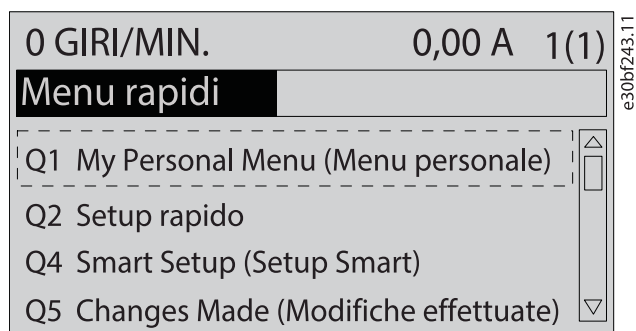 0 GIRI/MIN. 0,00 A 1(1)
Menu rapidi
Q1 My Personal Menu (Menu personale)
Q2 Setup rapido
Q4 Smart Setup (Setup Smart)
Q5 Changes Made (Modifiche effettuate)
e30bf243.11